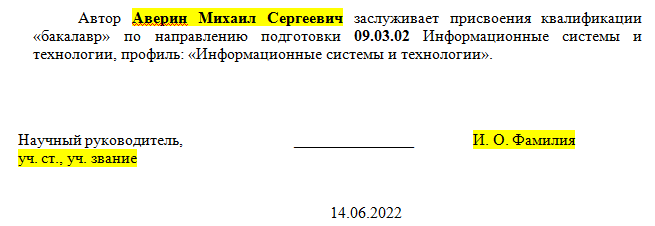 Автор Аверин Михаил Сергеевич заслуживает присвоения квалификации
«бакалавр» по направлению подготовки 09.03.02 Информационные системы и
технологии, профиль: «Информационные системы и технологии».
Научный руководитель, _______________ И. О. Фамилия
уч. ст., уч. звание
14.06.2022